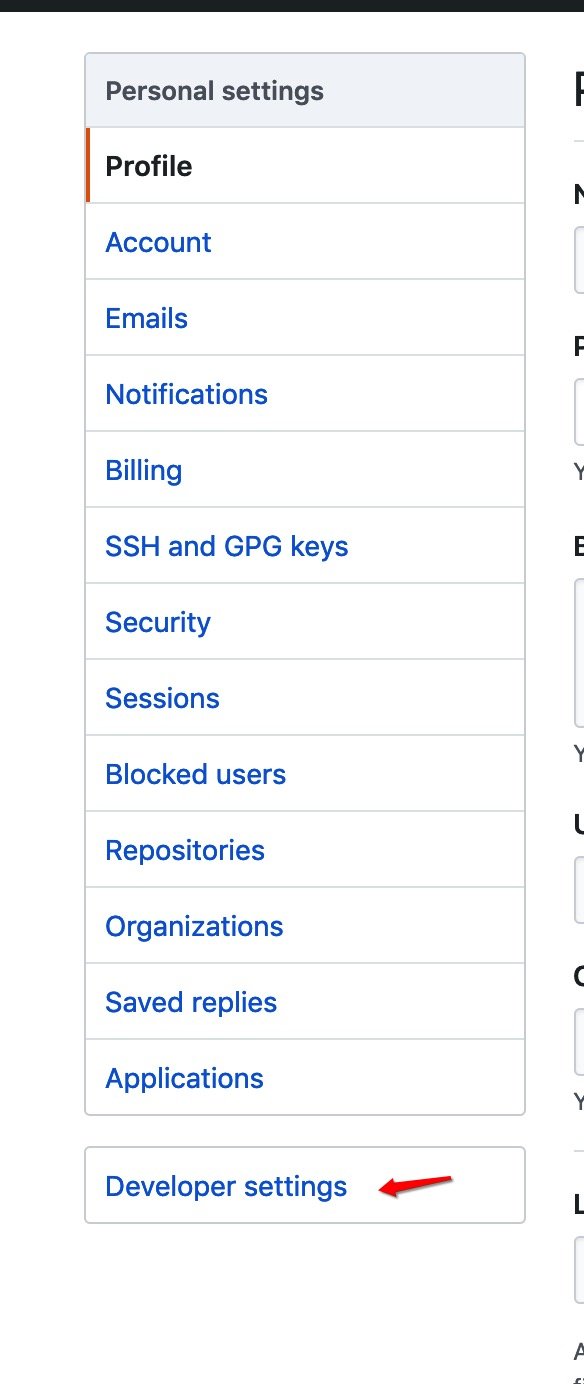 Personal settings
Profile
Account
Emails
Notifications
Billing
SSH and GPG keys
Security
Sessions
Blocked users
Repositories
Organizations
Saved replies
Applications
Developer settings